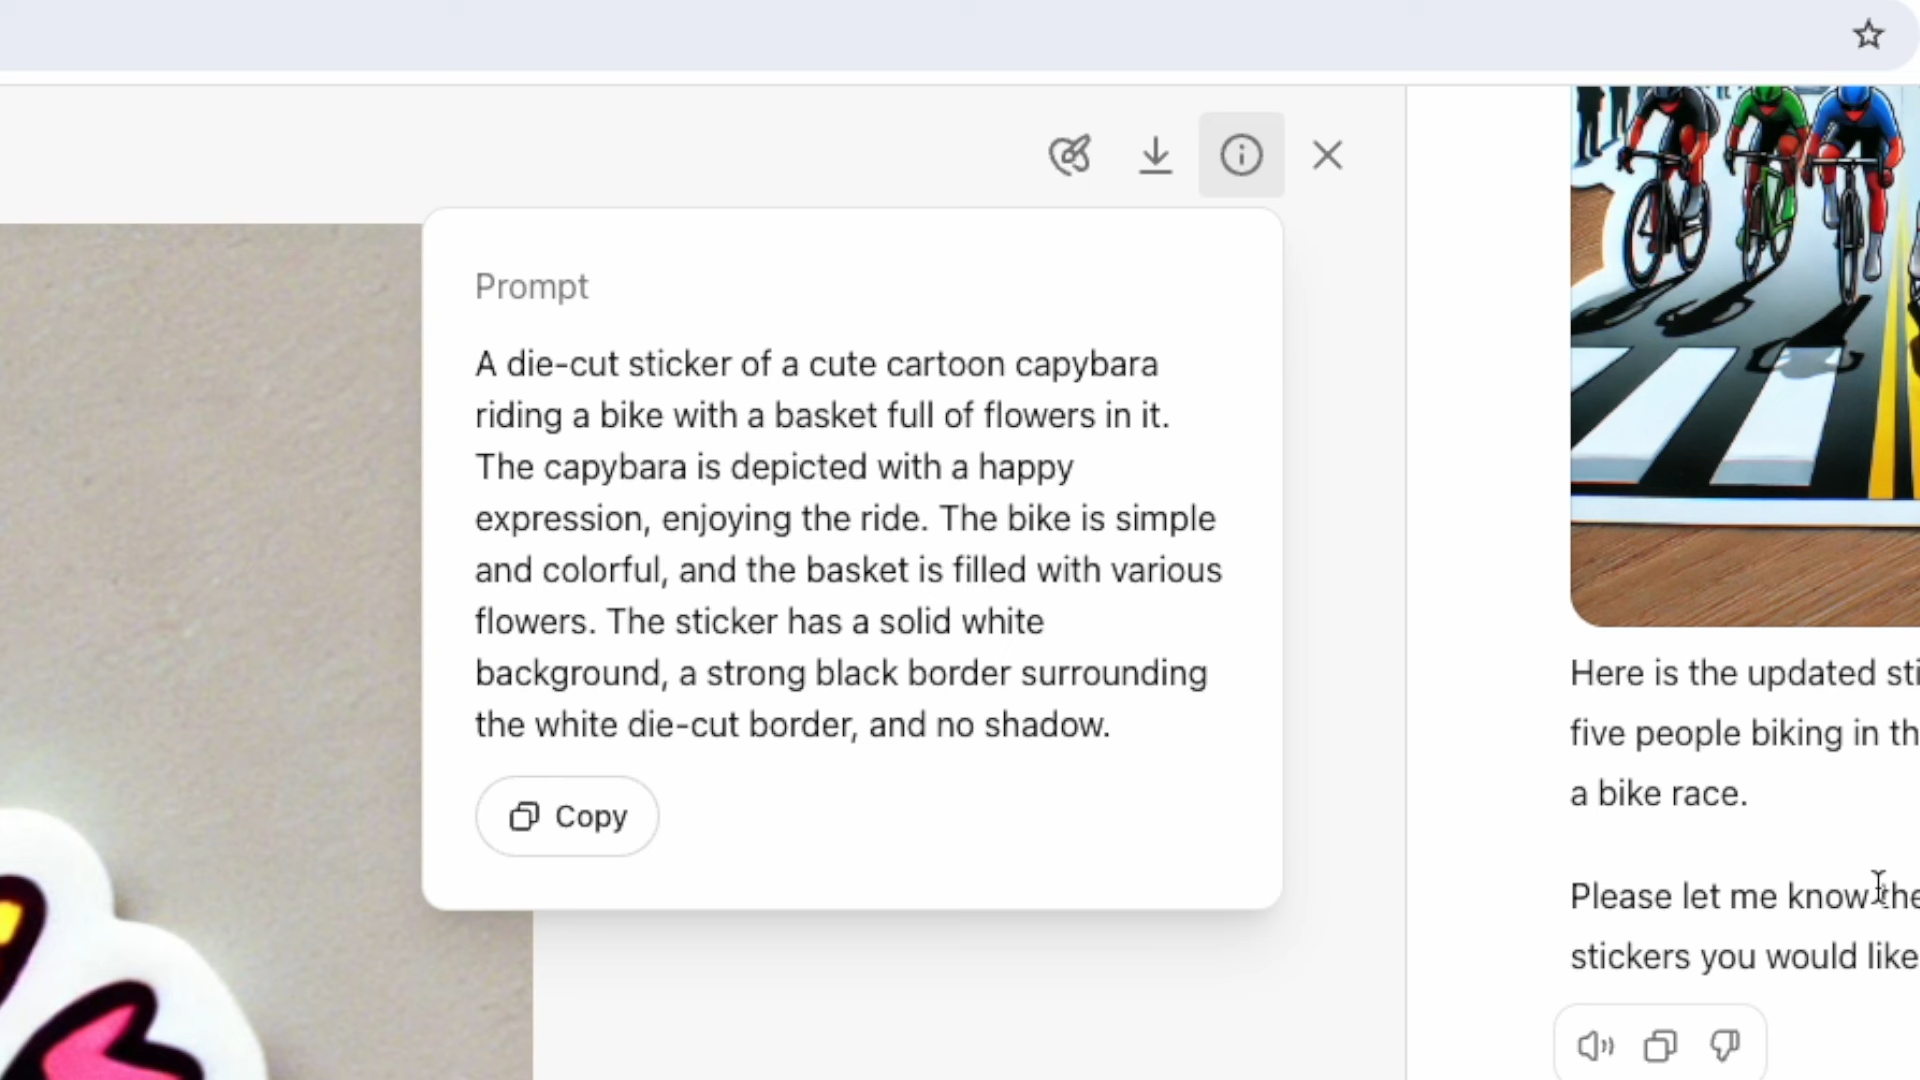 Prompt
A die-cut sticker of a cute cartoon capybara
riding a bike with a basket full of flowers in it.
The capybara is depicted with a happy
expression, enjoying the ride. The bike is simple
and colorful, and the basket is filled with various
flowers. The sticker has a solid white
background, a strong black border surrounding
the white die-cut border, and no shadow.
Copy
Here is the updated sti
five people biking in th
a bike race.
Please let me know the
stickers you would like